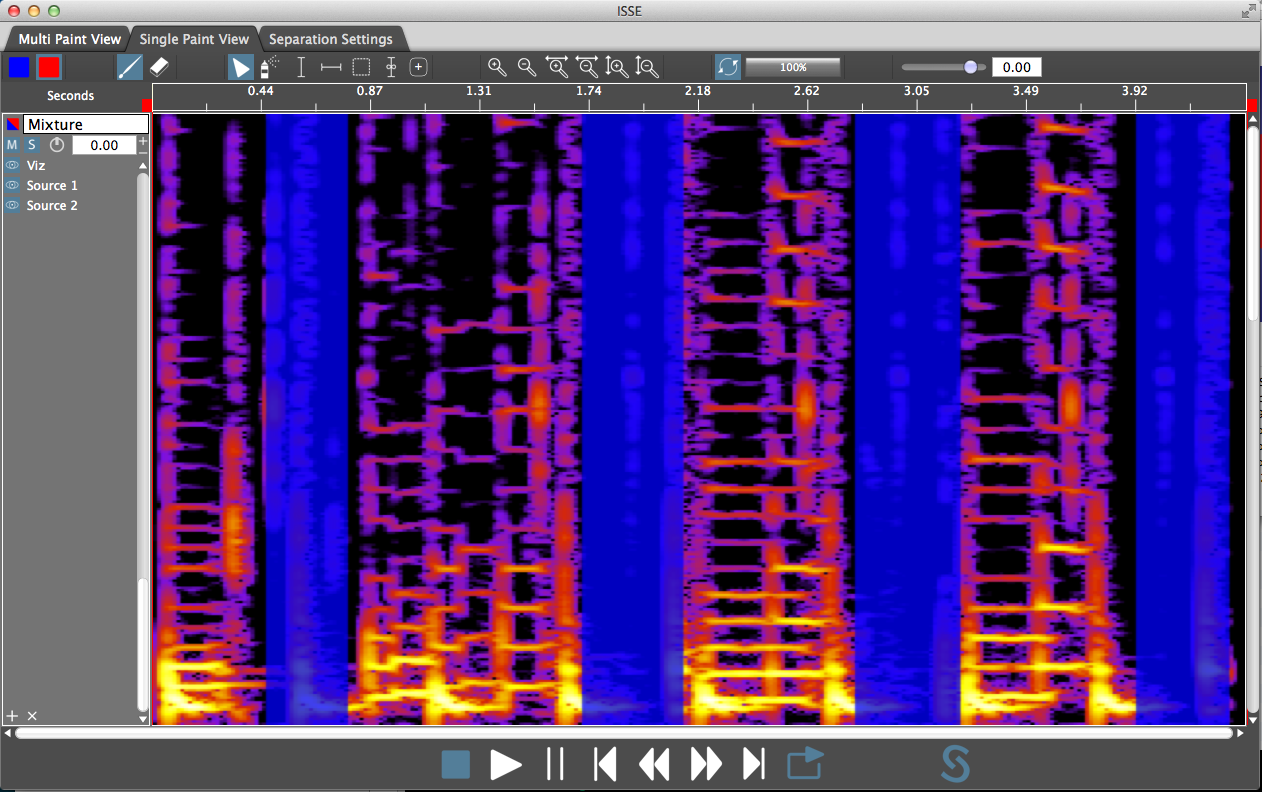 ISSE
Multi Paint View Single Paint View Separation Settings
100% 0.00
Seconds 0.44 0.87 1.31 1.74 2.18 2.62 3.05 3.49 3.92
Mixture
M S 0.00
Viz
Source 1
Source 2